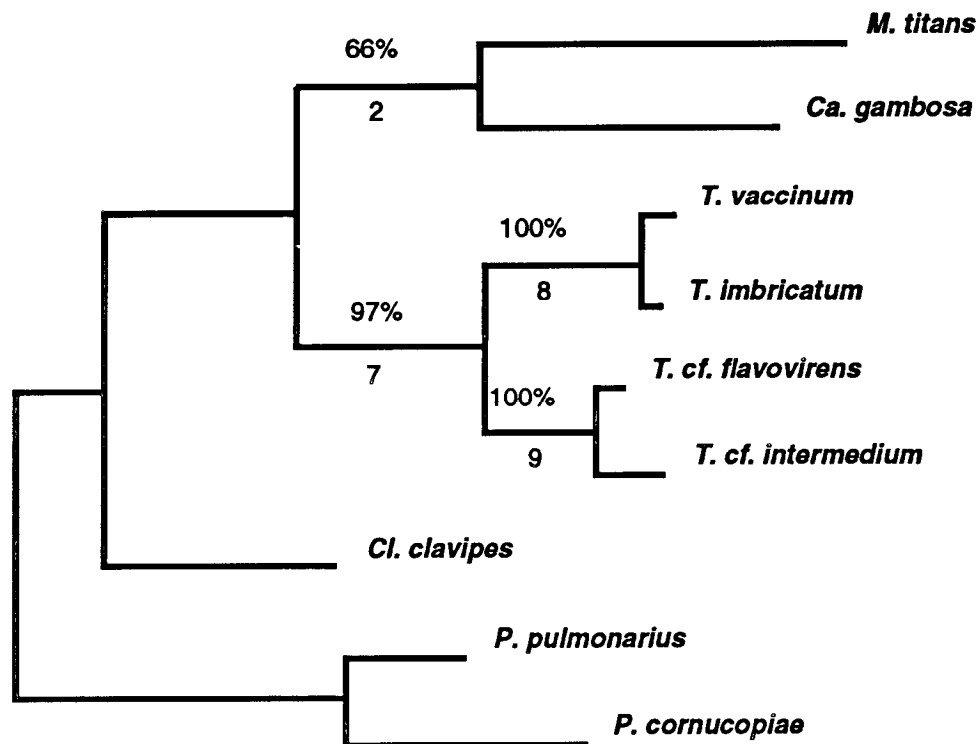 M. titans
66%
2
Ca. gambosa
T. vaccinum
100%
8
T. imbricatum
97%
7
T. cf. flavovirens
100%
9
T. cf. intermedium
Cl. clavipes
P. pulmonarius
P. cornucopiae